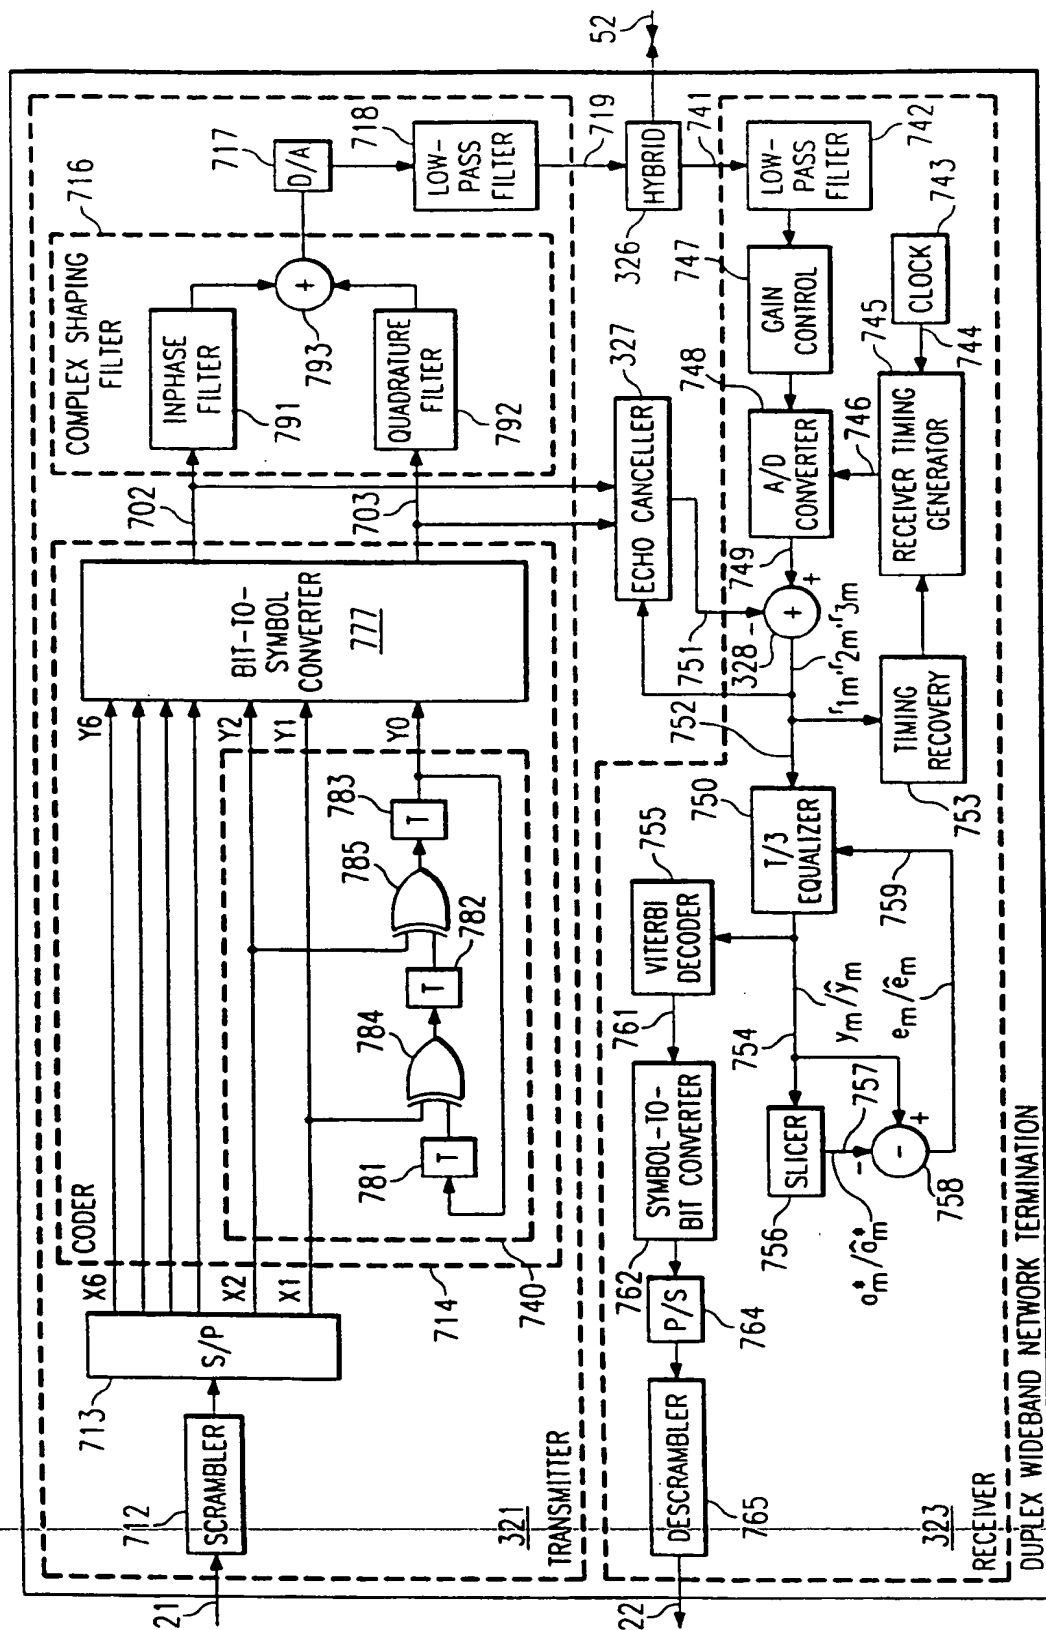 52
716
COMPLEX SHAPING
FILTER
717
D/A
718
LOW-
PASS
FILTER
719
INPHASE
FILTER
791
+
793
QUADRATURE
FILTER
792
702
703
CODER
BIT-TO-
SYMBOL
CONVERTER
777
Y6
Y2
Y1
Y0
783
T
785
782
T
784
781
T
X6
X2
X1
714
740
713
S/P
712
SCRAMBLER
21
321
TRANSMITTER
HYBRID
326
741
327
ECHO CANCELLER
742
LOW-
PASS
FILTER
747
GAIN
CONTROL
743
CLOCK
744
745
RECEIVER TIMING
GENERATOR
746
748
A/D
CONVERTER
749
+
+
-
328
751
r1m,r2m,r3m
752
TIMING
RECOVERY
753
750
T/3
EQUALIZER
759
755
VITERBI
DECODER
761
754
ym/ŷm
em/êm
SLICER
756
757
a*m/â*m
-
+
-
758
SYMBOL-TO-
BIT CONVERTER
762
P/S
764
DESCRAMBLER
765
22
323
RECEIVER
DUPLEX WIDEBAND NETWORK TERMINATION